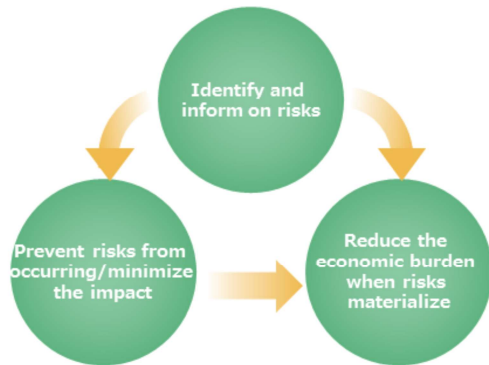 Identify and
inform on risks
Prevent risks from
occurring/minimize
the impact
Reduce the
economic burden
when risks
materialize